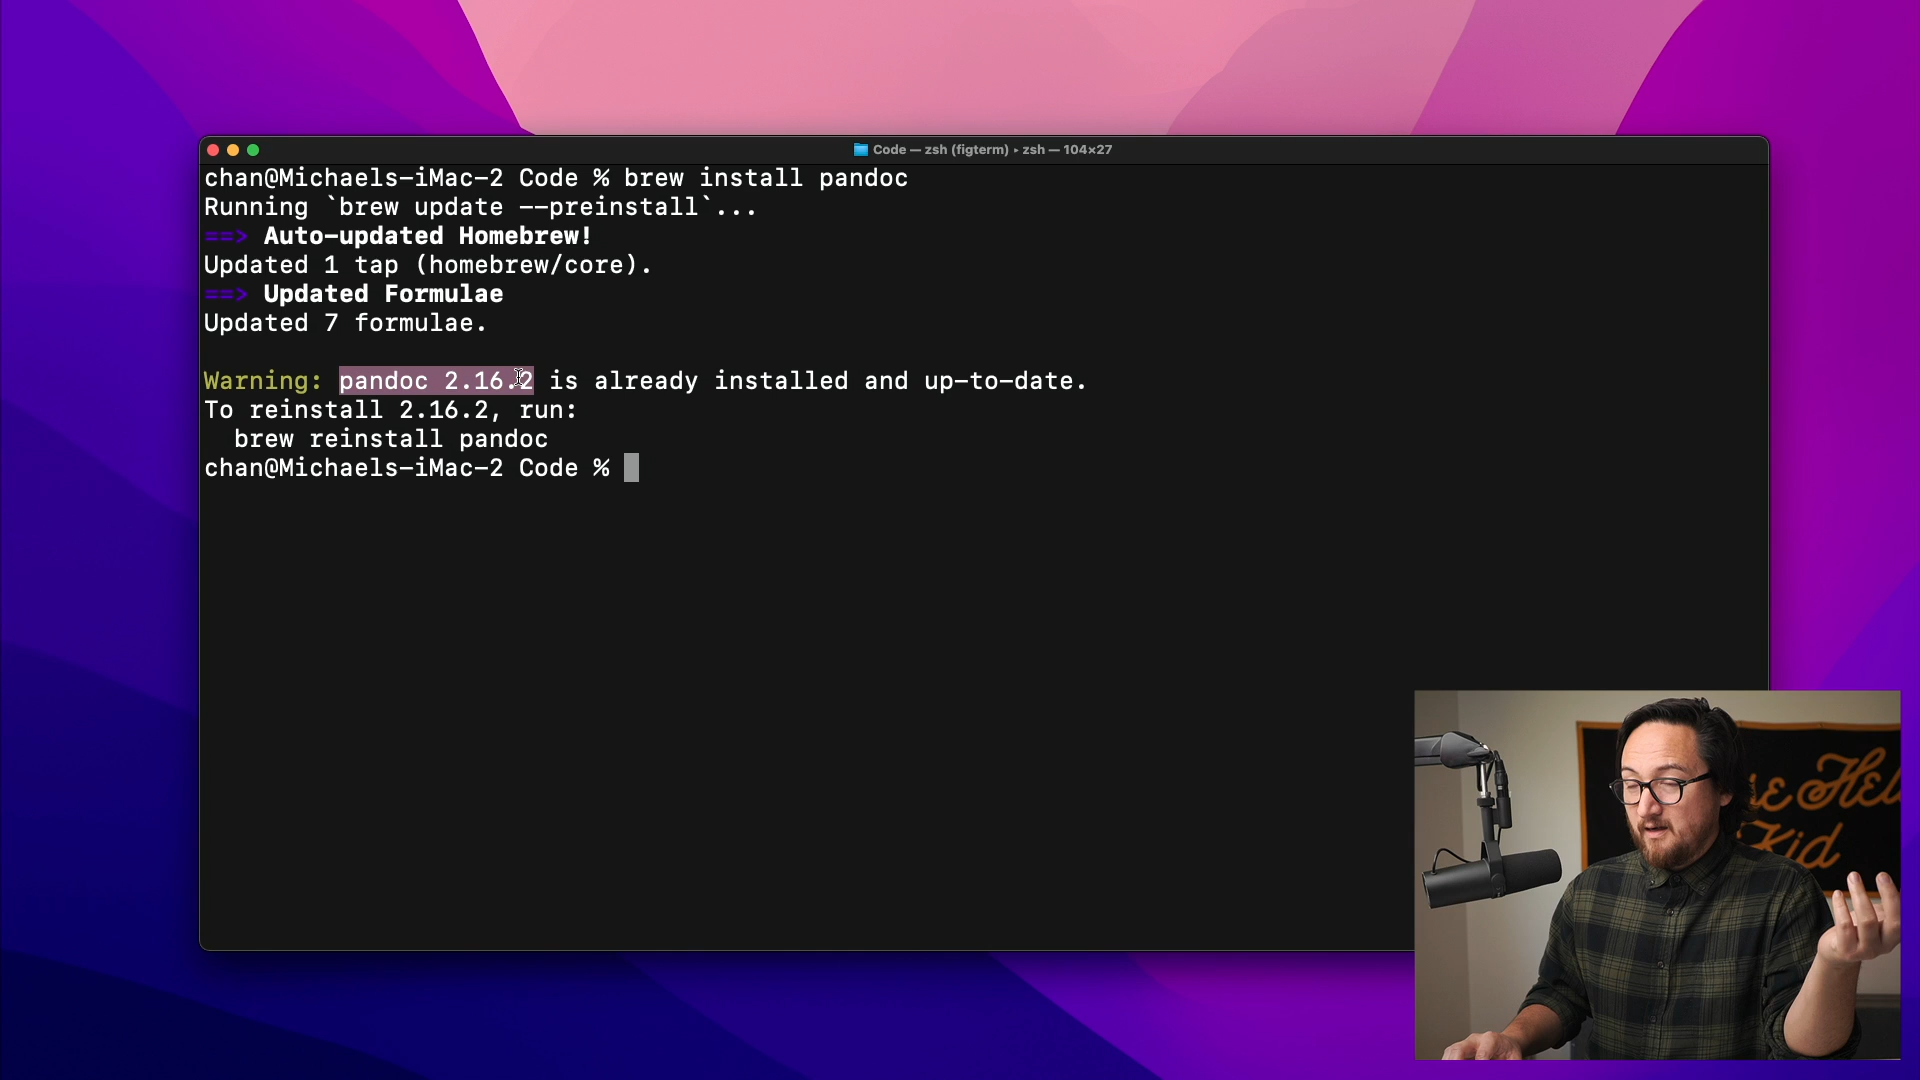 Code — zsh (figterm) ▸ zsh — 104×27
chan@Michaels-iMac-2 Code % brew install pandoc
Running `brew update --preinstall`...
==> Auto-updated Homebrew!
Updated 1 tap (homebrew/core).
==> Updated Formulae
Updated 7 formulae.
Warning: pandoc 2.16.2 is already installed and up-to-date.
To reinstall 2.16.2, run:
brew reinstall pandoc
chan@Michaels-iMac-2 Code %
Kid